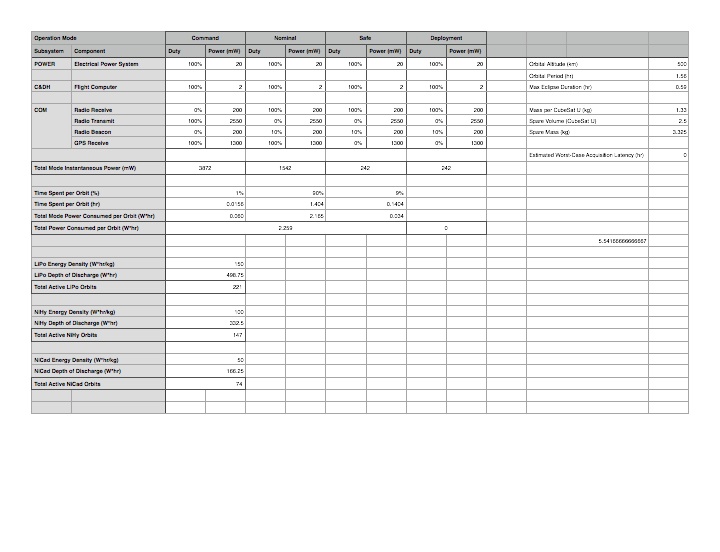 Operation Mode Command Nominal Safe Deployment
Subsystem Component Duty Power (mW) Duty Power (mW) Duty Power (mW) Duty Power (mW)
POWER Electrical Power System 100% 20 100% 20 100% 20 100% 20 Orbital Altitude (km) 500
Orbital Period (hr) 1.56
C&DH Flight Computer 100% 2 100% 2 100% 2 100% 2 Max Eclipse Duration (hr) 0.59
COM Radio Receive 0% 200 100% 200 100% 200 100% 200 Mass per CubeSat U (kg) 1.33
Radio Transmit 100% 2550 0% 2550 0% 2550 0% 2550 Spare Volume (CubeSat U) 2.5
Radio Beacon 0% 200 10% 200 10% 200 10% 200 Spare Mass (kg) 3.325
GPS Receive 100% 1300 100% 1300 0% 1300 0% 1300
Estimated Worst-Case Acquisition Latency (hr) 0
Total Mode Instantaneous Power (mW) 3872 1542 242 242
Time Spent per Orbit (%) 1% 90% 9%
Time Spent per Orbit (hr) 0.0156 1.404 0.1404
Total Mode Power Consumed per Orbit (W*hr) 0.060 2.165 0.034
Total Power Consumed per Orbit (W*hr) 2.259 0
5.54166666666667
LiPo Energy Density (W*hr/kg) 150
LiPo Depth of Discharge (W*hr) 498.75
Total Active LiPo Orbits 221
NiHy Energy Density (W*hr/kg) 100
NiHy Depth of Discharge (W*hr) 332.5
Total Active NiHy Orbits 147
NiCad Energy Density (W*hr/kg) 50
NiCad Depth of Discharge (W*hr) 166.25
Total Active NiCad Orbits 74